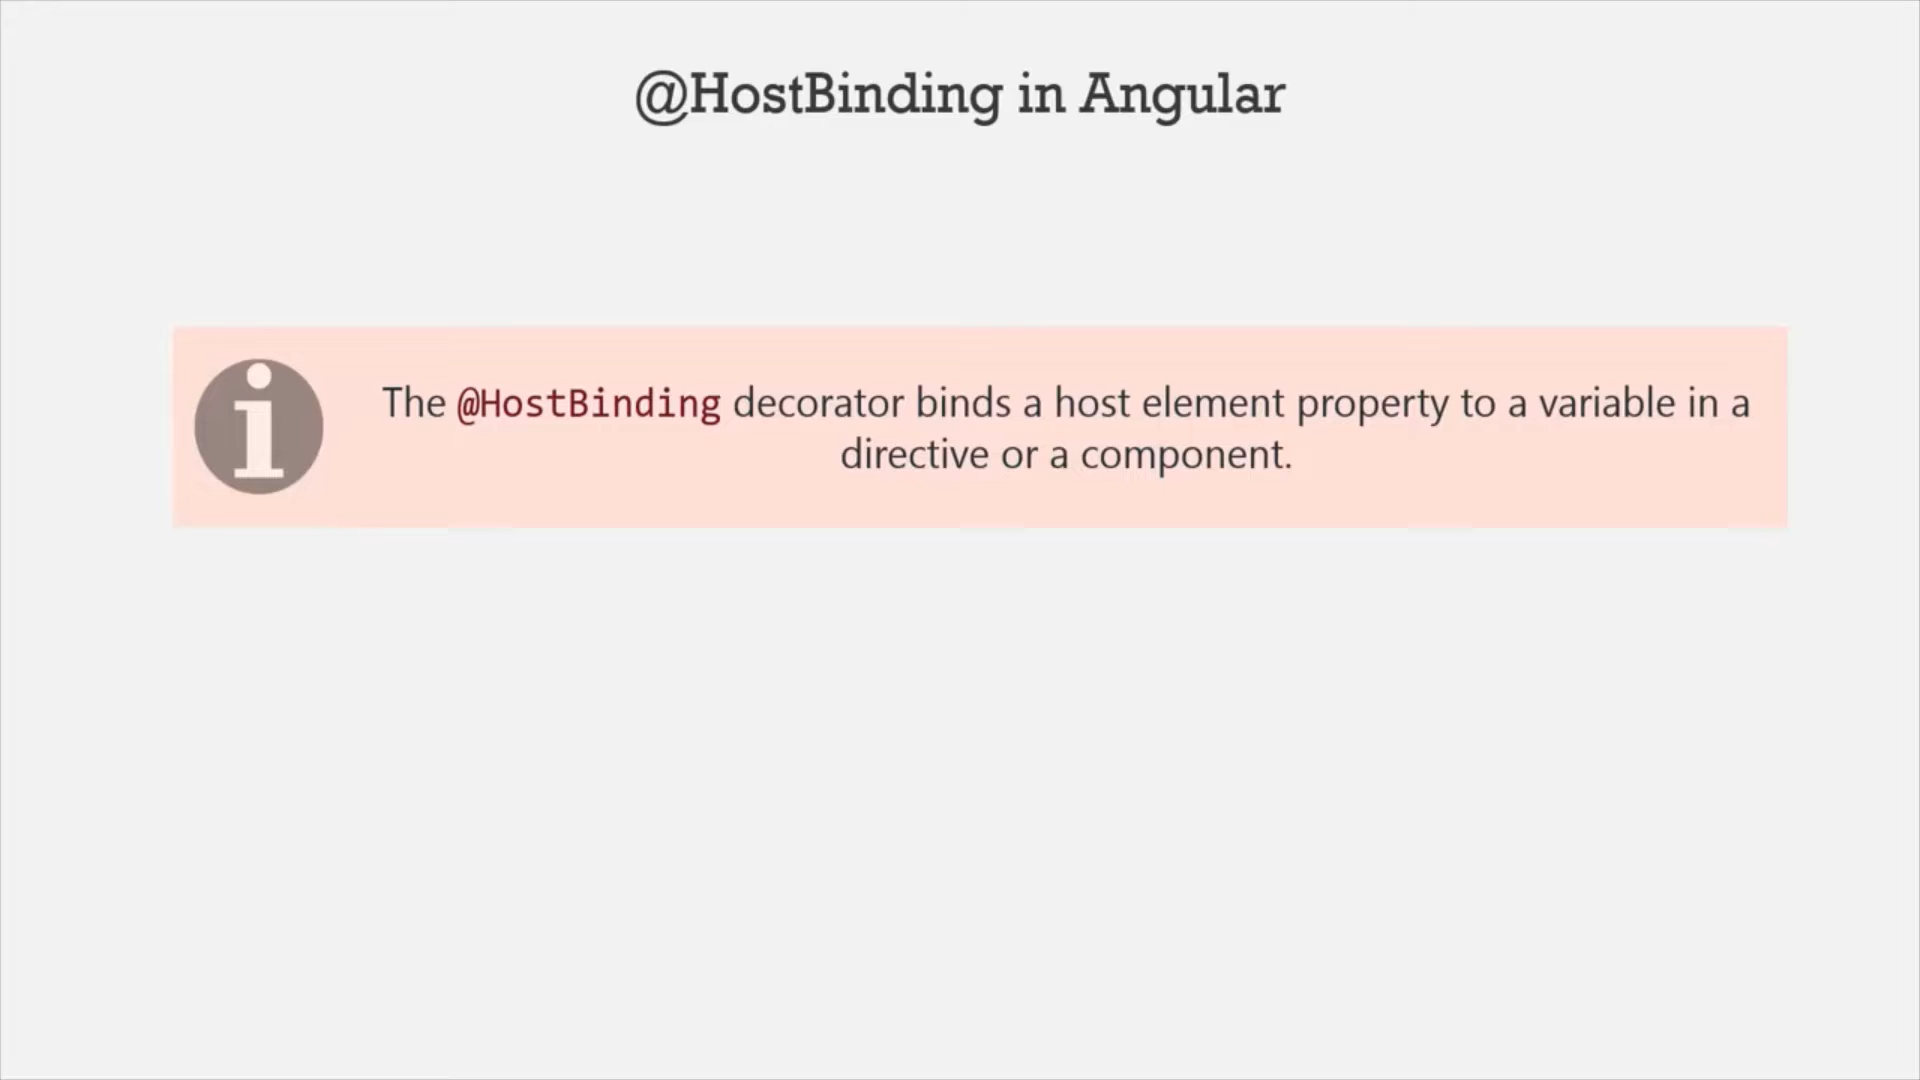 @HostBinding in Angular
The @HostBinding decorator binds a host element property to a variable in a
directive or a component.